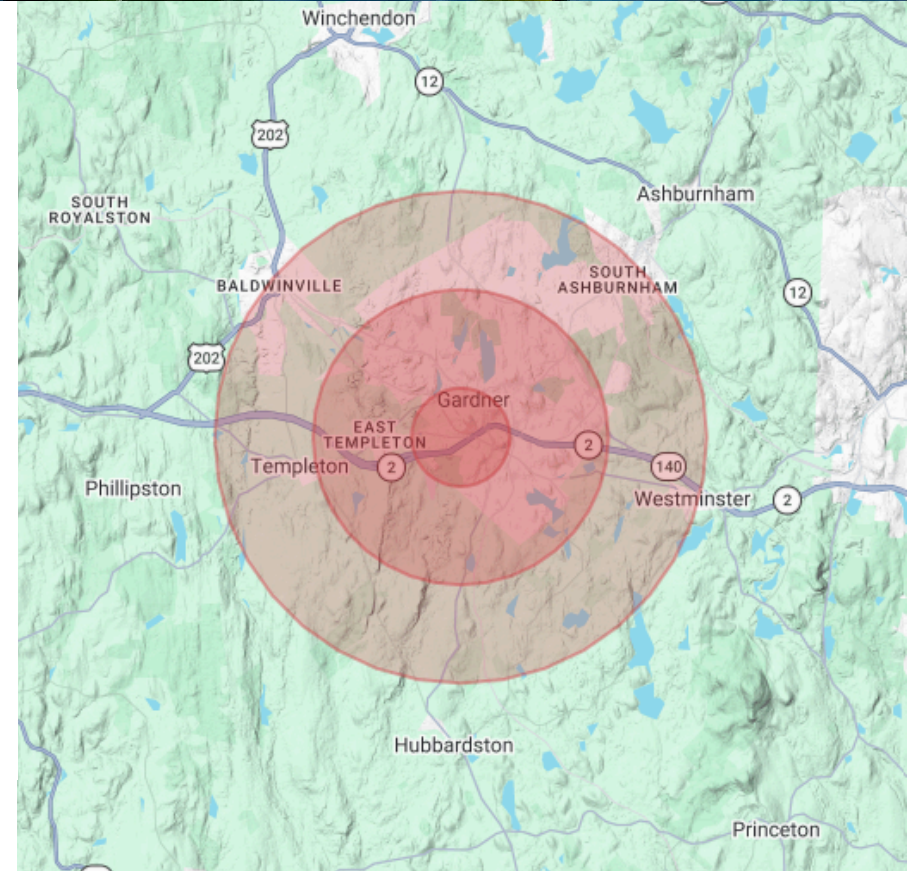 Winchendon
12
202
Ashburnham
SOUTH
ROYALSTON
SOUTH
ASHBURNHAM
BALDWINVILLE
12
202
Gardner
EAST
TEMPLETON
2
Templeton
2
140
Phillipston
Westminster
2
Hubbardston
Princeton